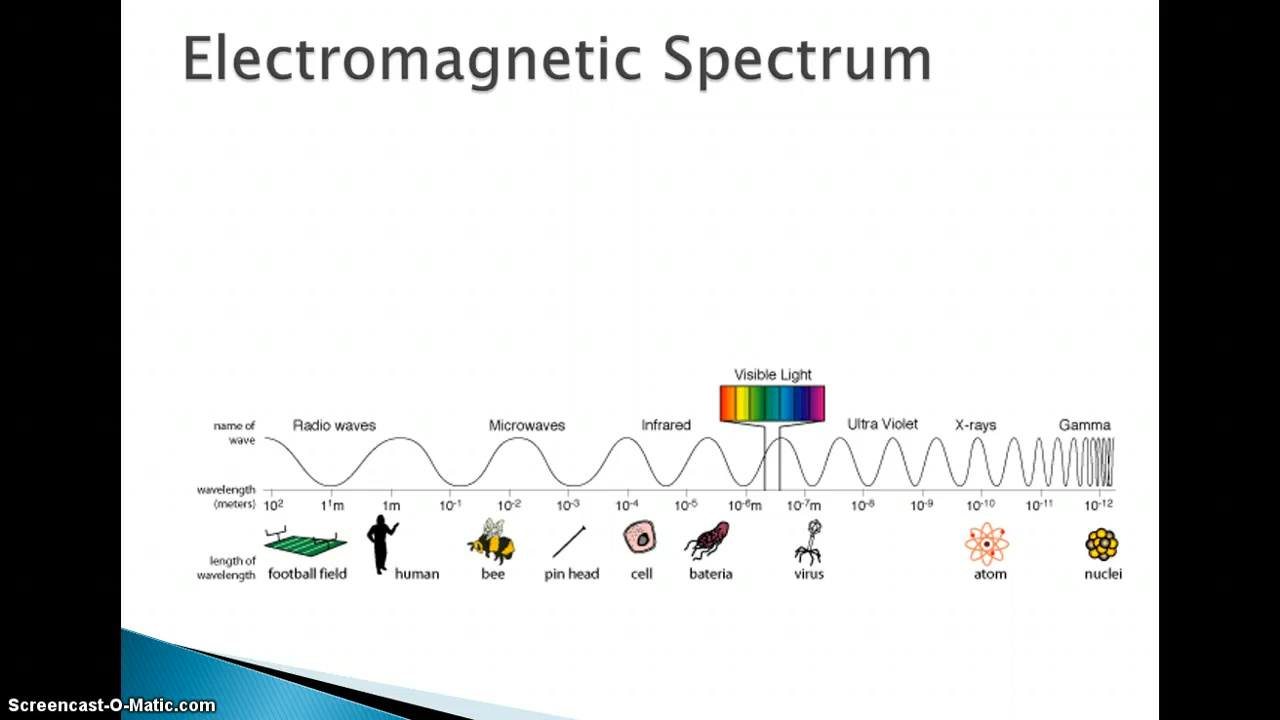 Electromagnetic Spectrum
Visible Light
name of
wave
Radio waves Microwaves Infrared Ultra Violet X-rays Gamma
wavelength
(meters)
10² 11m 1m 10⁻¹ 10⁻² 10⁻³ 10⁻⁴ 10⁻⁵ 10⁻⁶m 10⁻⁷m 10⁻⁸ 10⁻⁹ 10⁻¹⁰ 10⁻¹¹ 10⁻¹²
length of
wavelength
football field human bee pin head cell bateria virus atom nuclei
Screencast-O-Matic.com